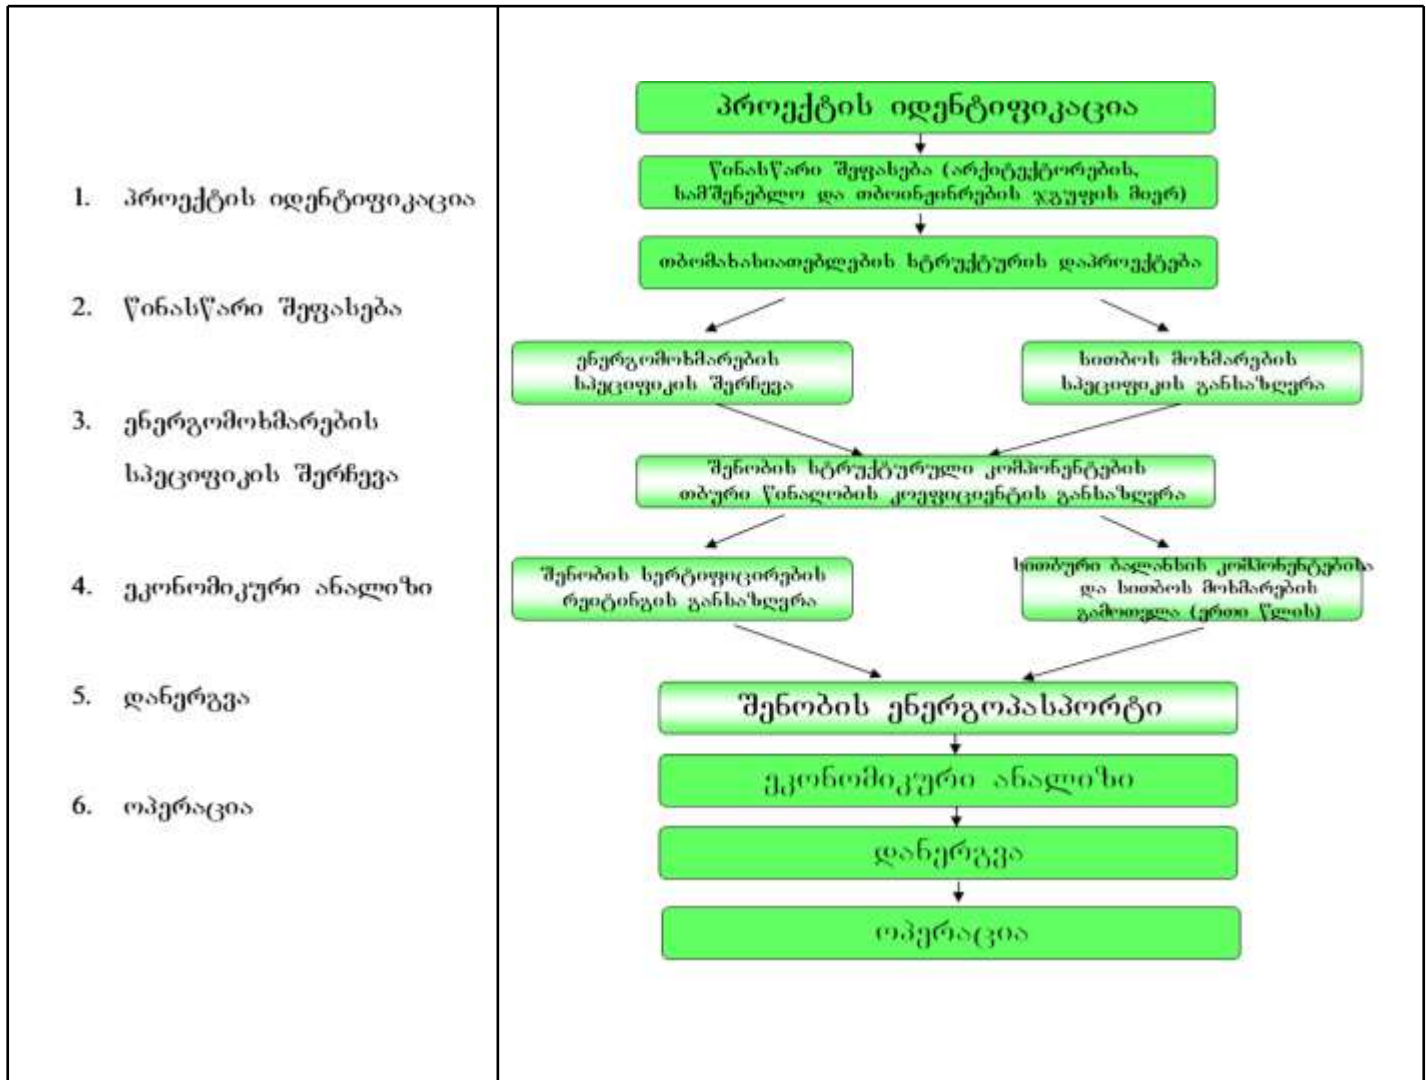 1. პროექტის იდენტიფიკაცია
2. წინასწარი შეფასება
3. ენერგომოხმარების
სპეციფიკის შერჩევა
4. ეკონომიკური ანალიზი
5. დანერგვა
6. ოპერაცია
პროექტის იდენტიფიკაცია
წინასწარი შეფასება (არქიტექტორების,
სამშენებლო და თბოინჟინრების ჯგუფის მიერ)
თბომახასიათებლების სტრუქტურის დაპროექტება
ენერგომოხმარების
სპეციფიკის შერჩევა
სითბოს მოხმარების
სპეციფიკის განსაზღვრა
შენობის სტრუქტურული კომპონენტების
თბური წინაღობის კოეფიციენტის განსაზღვრა
შენობის სერტიფიცირების
რეიტინგის განსაზღვრა
სითბური ბალანსის კომპონენტებისა
და სითბოს მოხმარების
გამოთვლა (ერთი წლის)
შენობის ენერგოპასპორტი
ეკონომიკური ანალიზი
დანერგვა
ოპერაცია